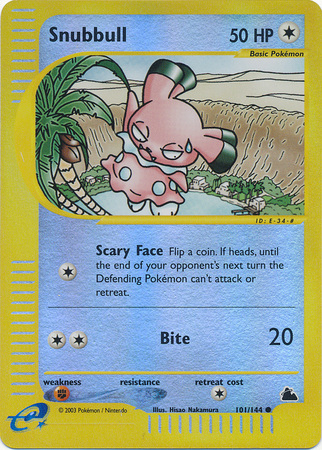 Snubbull 50 HP
Basic Pokémon
ID: E-34-#
Scary Face Flip a coin. If heads, until
the end of your opponent's next turn the
Defending Pokémon can't attack or
retreat.
Bite 20
weakness resistance retreat cost
© 2003 Pokémon / Nintendo Illus. Hisao Nakamura 101/144 ●
e